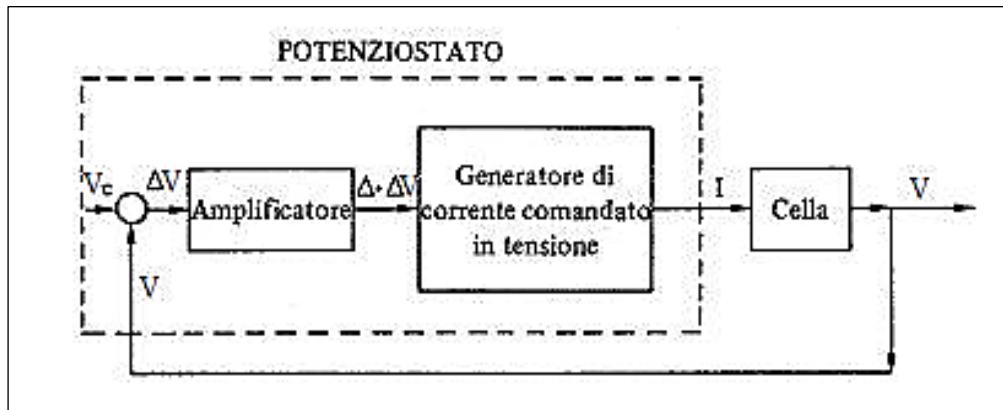 POTENZIOSTATO
Vc
ΔV
Amplificatore
Δ·ΔV
Generatore di
corrente comandato
in tensione
I
Cella
V
V